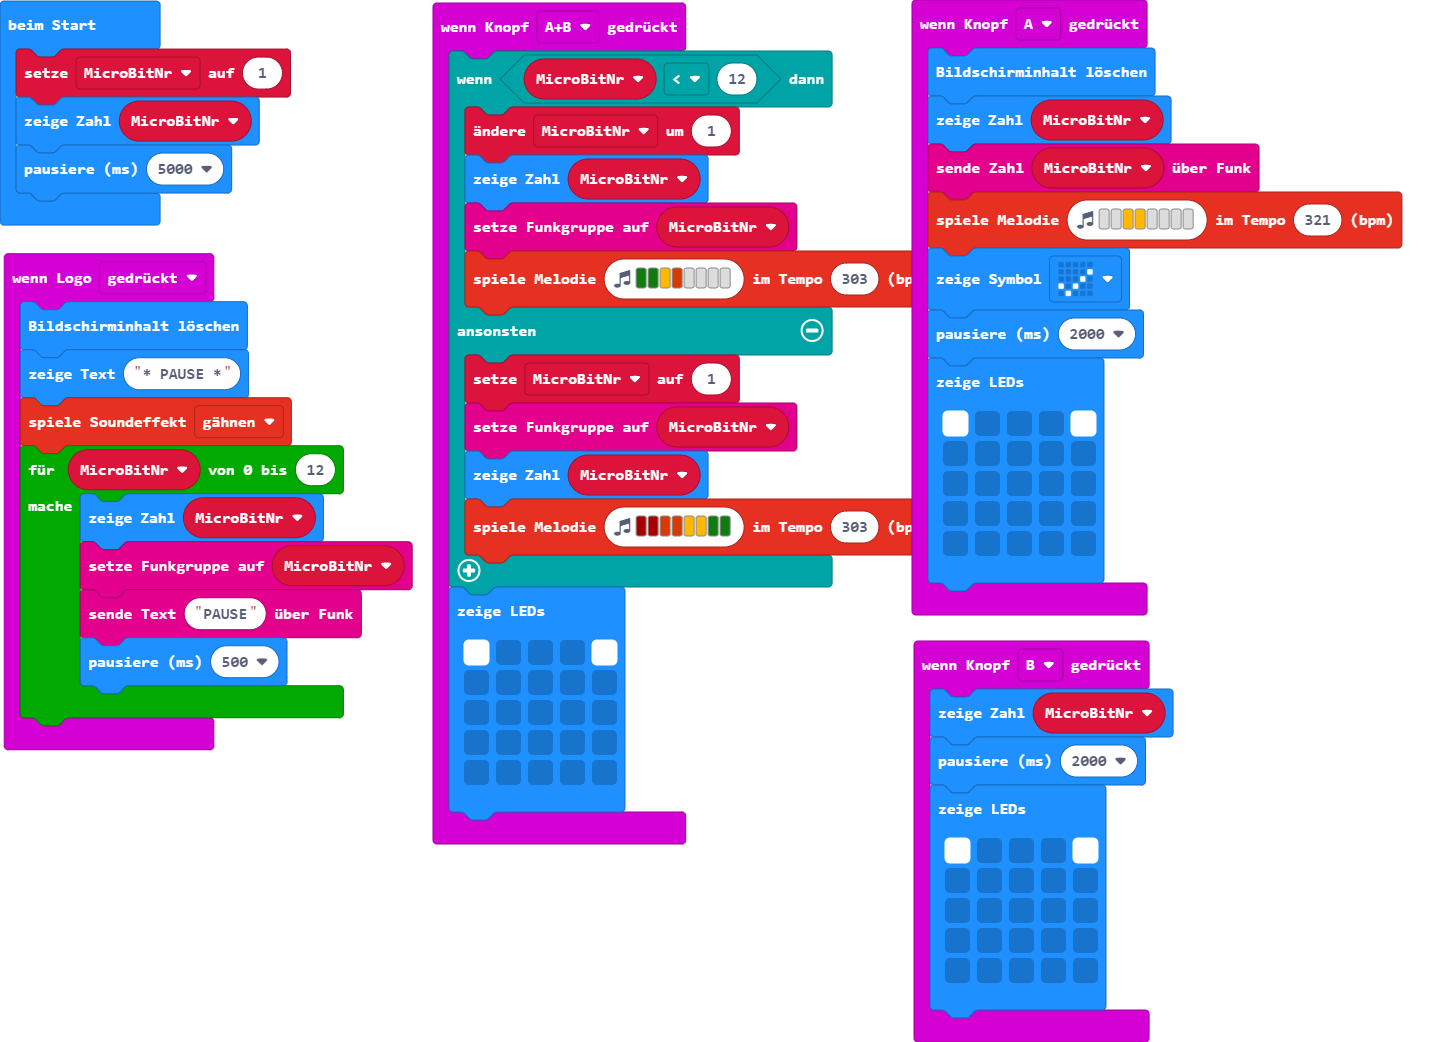 beim Start
setze MicroBitNr auf 1
zeige Zahl MicroBitNr
pausiere (ms) 5000
wenn Logo gedrückt
Bildschirminhalt löschen
zeige Text "* PAUSE *"
spiele Soundeffekt gähnen
für MicroBitNr von 0 bis 12
mache
zeige Zahl MicroBitNr
setze Funkgruppe auf MicroBitNr
sende Text "PAUSE" über Funk
pausiere (ms) 500
wenn Knopf A+B gedrückt
wenn MicroBitNr < 12 dann
ändere MicroBitNr um 1
zeige Zahl MicroBitNr
setze Funkgruppe auf MicroBitNr
spiele Melodie im Tempo 303 (bp
ansonsten
setze MicroBitNr auf 1
setze Funkgruppe auf MicroBitNr
zeige Zahl MicroBitNr
spiele Melodie im Tempo 303 (bp
zeige LEDs
wenn Knopf A gedrückt
Bildschirminhalt löschen
zeige Zahl MicroBitNr
sende Zahl MicroBitNr über Funk
spiele Melodie im Tempo 321 (bpm)
zeige Symbol
pausiere (ms) 2000
zeige LEDs
wenn Knopf B gedrückt
zeige Zahl MicroBitNr
pausiere (ms) 2000
zeige LEDs